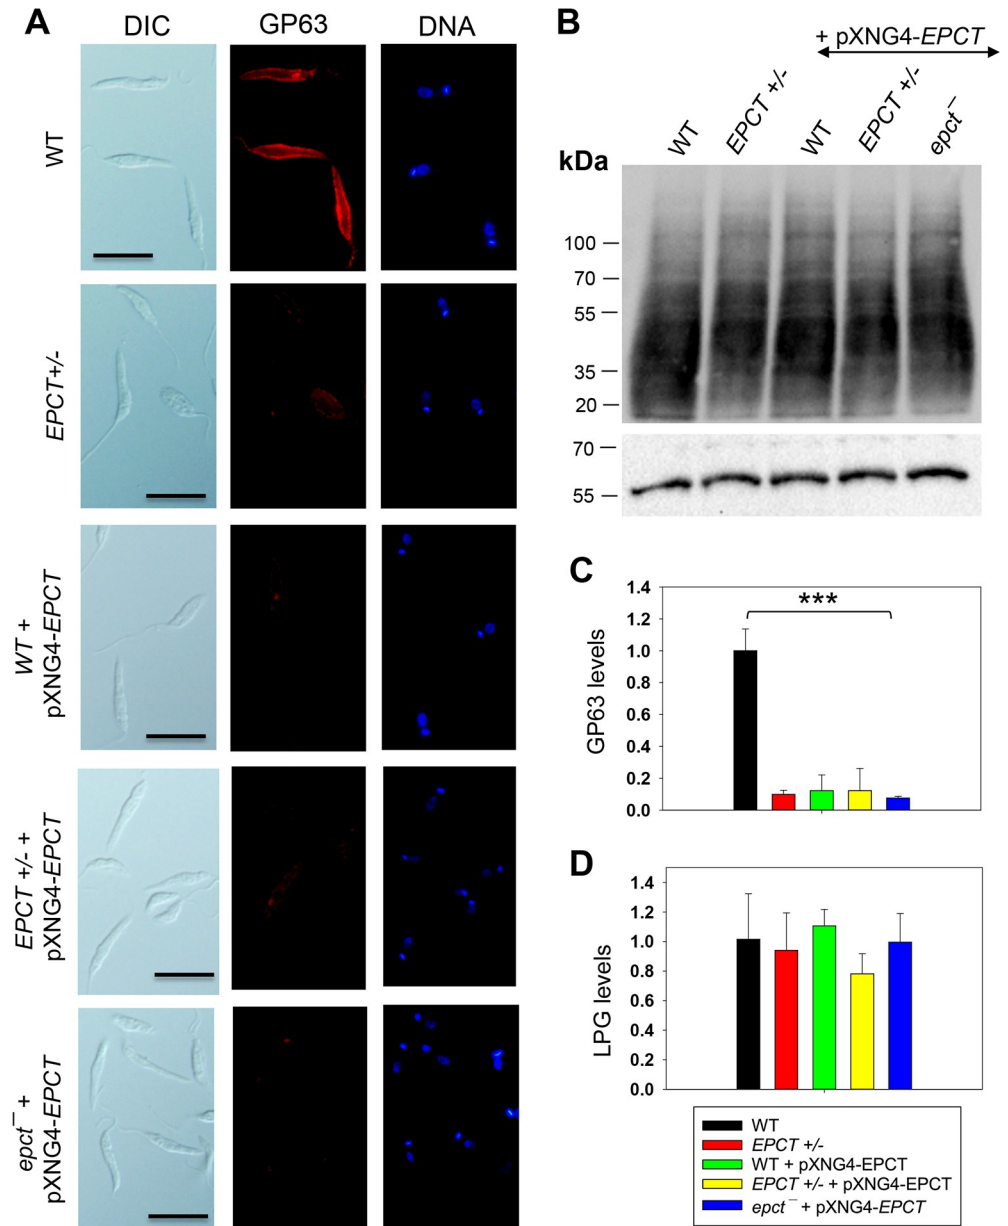 A
DIC GP63 DNA
WT
EPCT+/-
WT +
pXNG4-EPCT
EPCT +/- +
pXNG4-EPCT
epct⁻ +
pXNG4-EPCT
B
+ pXNG4-EPCT
WT EPCT +/- WT EPCT +/- epct⁻
kDa
100
70
55
35
20
70
55
C
GP63 levels
1.4
1.2
1.0
0.8
0.6
0.4
0.2
0.0
***
D
LPG levels
1.4
1.2
1.0
0.8
0.6
0.4
0.2
0.0
WT
EPCT +/-
WT + pXNG4-EPCT
EPCT +/- + pXNG4-EPCT
epct⁻ + pXNG4-EPCT